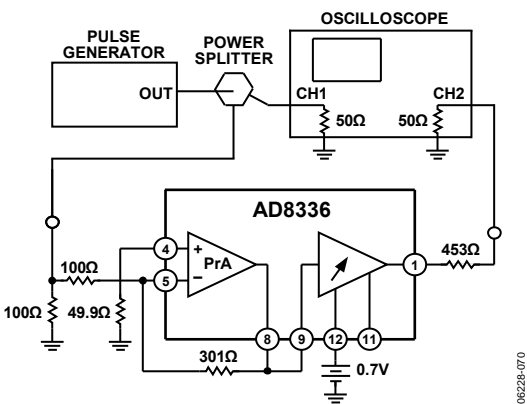 OSCILLOSCOPE
PULSE
GENERATOR
POWER
SPLITTER
OUT
CH1
CH2
50Ω
50Ω
AD8336
4
+
PrA
5
–
1
453Ω
100Ω
100Ω
49.9Ω
8
9
12
11
301Ω
0.7V
06228-070